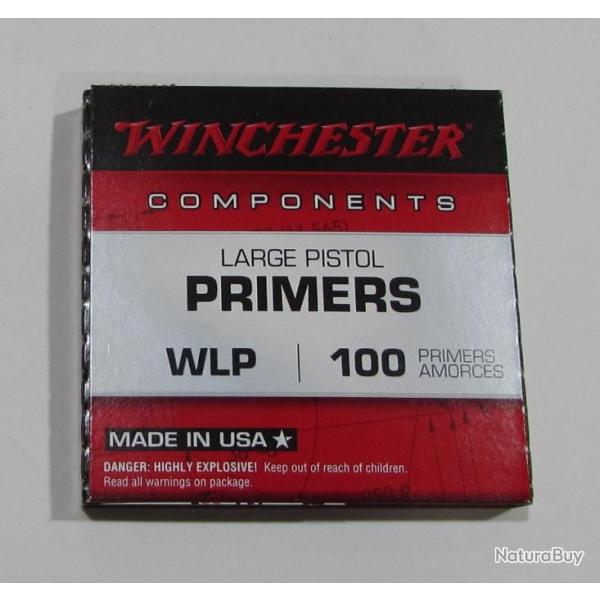 WINCHESTER
COMPONENTS
LARGE PISTOL
PRIMERS
WLP | 100 PRIMERS
AMORCES
MADE IN USA ★
DANGER: HIGHLY EXPLOSIVE! Keep out of reach of children.
Read all warnings on package.
NaturaBuy